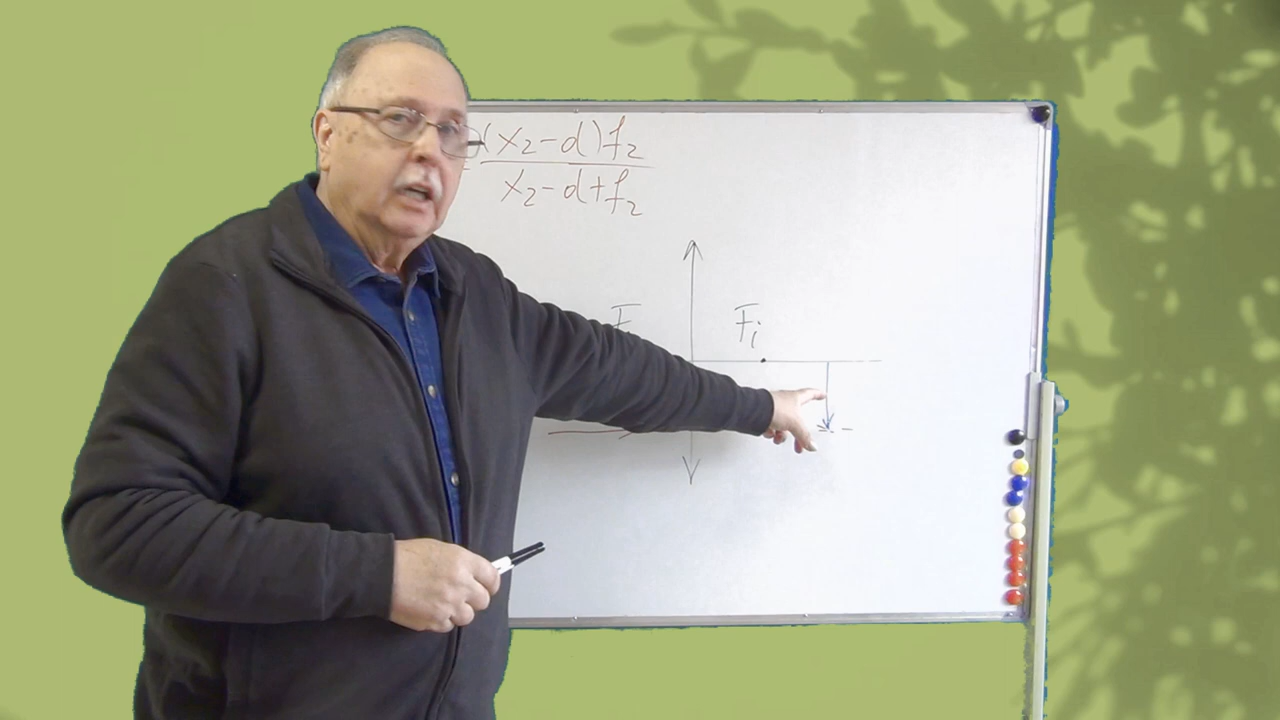 = (x₂-d)f₂
x₂-d+f₂
F Fᵢ